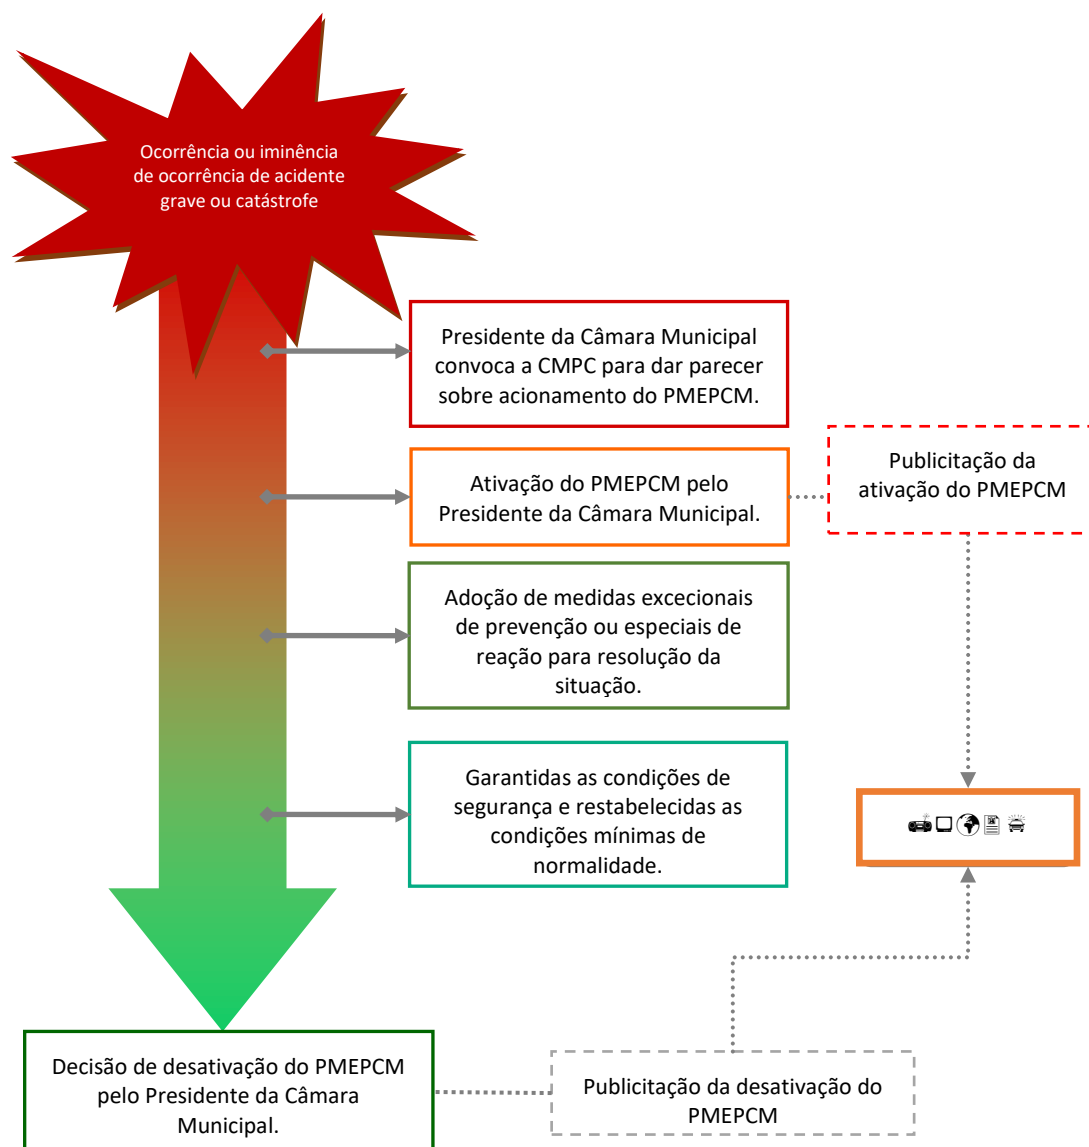 Ocorrência ou iminência
de ocorrência de acidente
grave ou catástrofe
Presidente da Câmara Municipal
convoca a CMPC para dar parecer
sobre acionamento do PMEPCM.
Ativação do PMEPCM pelo
Presidente da Câmara Municipal.
Publicitação da
ativação do PMEPCM
Adoção de medidas excecionais
de prevenção ou especiais de
reação para resolução da
situação.
Garantidas as condições de
segurança e restabelecidas as
condições mínimas de
normalidade.
Decisão de desativação do PMEPCM
pelo Presidente da Câmara
Municipal.
Publicitação da desativação do
PMEPCM